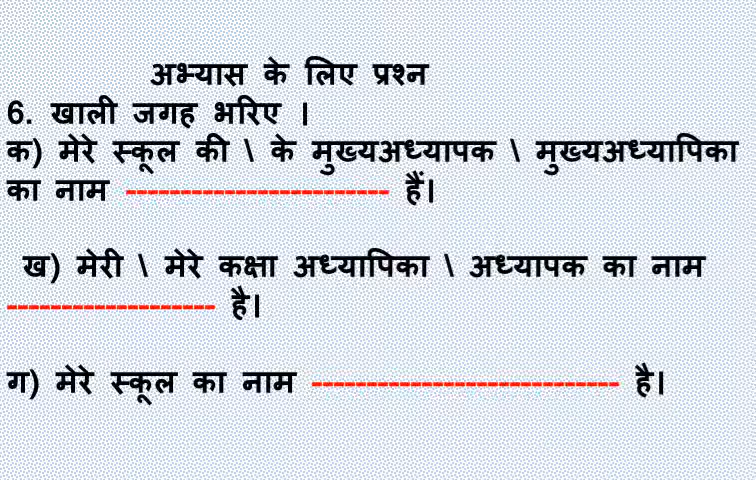 अभ्यास के लिए प्रश्न
6. खाली जगह भरिए ।
क) मेरे स्कूल की \ के मुख्यअध्यापक \ मुख्यअध्यापिका
का नाम ------------------------ हैं।
ख) मेरी \ मेरे कक्षा अध्यापिका \ अध्यापक का नाम
------------------- है।
ग) मेरे स्कूल का नाम ---------------------------- है।